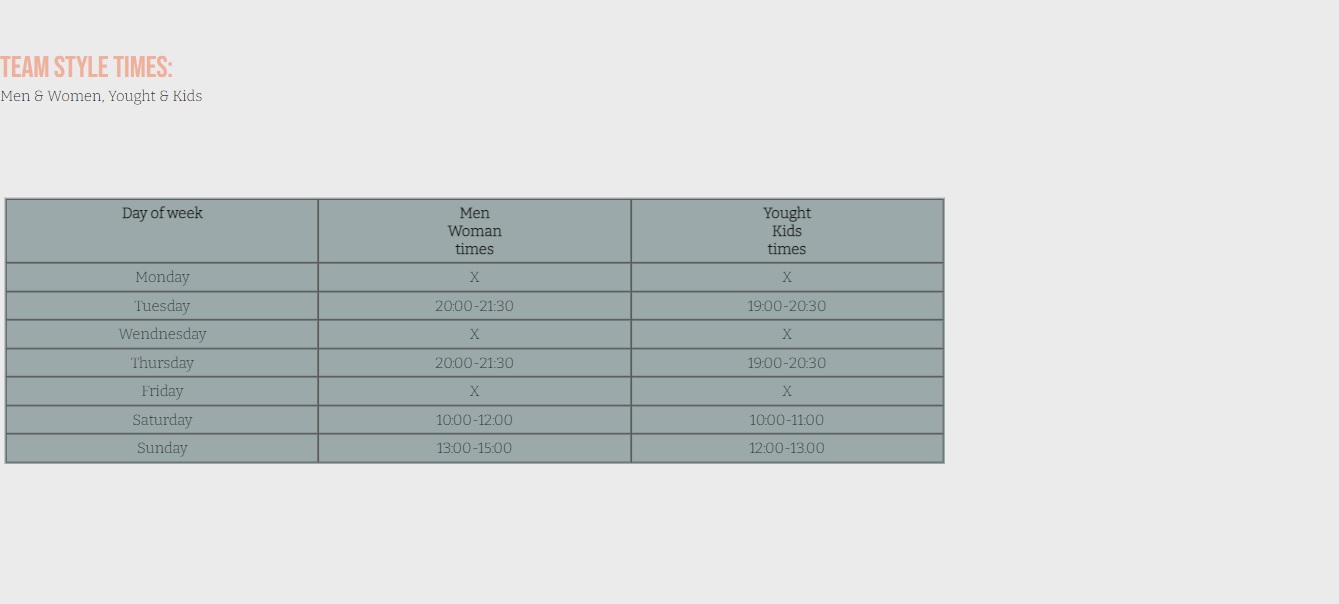 TEAM STYLE TIMES:
Men & Women, Yought & Kids
Day of week
Men
Woman
times
Yought
Kids
times
Monday X X
Tuesday 20:00-21:30 19:00-20:30
Wendnesday X X
Thursday 20:00-21:30 19:00-20:30
Friday X X
Saturday 10:00-12:00 10:00-11:00
Sunday 13:00-15:00 12:00-13.00